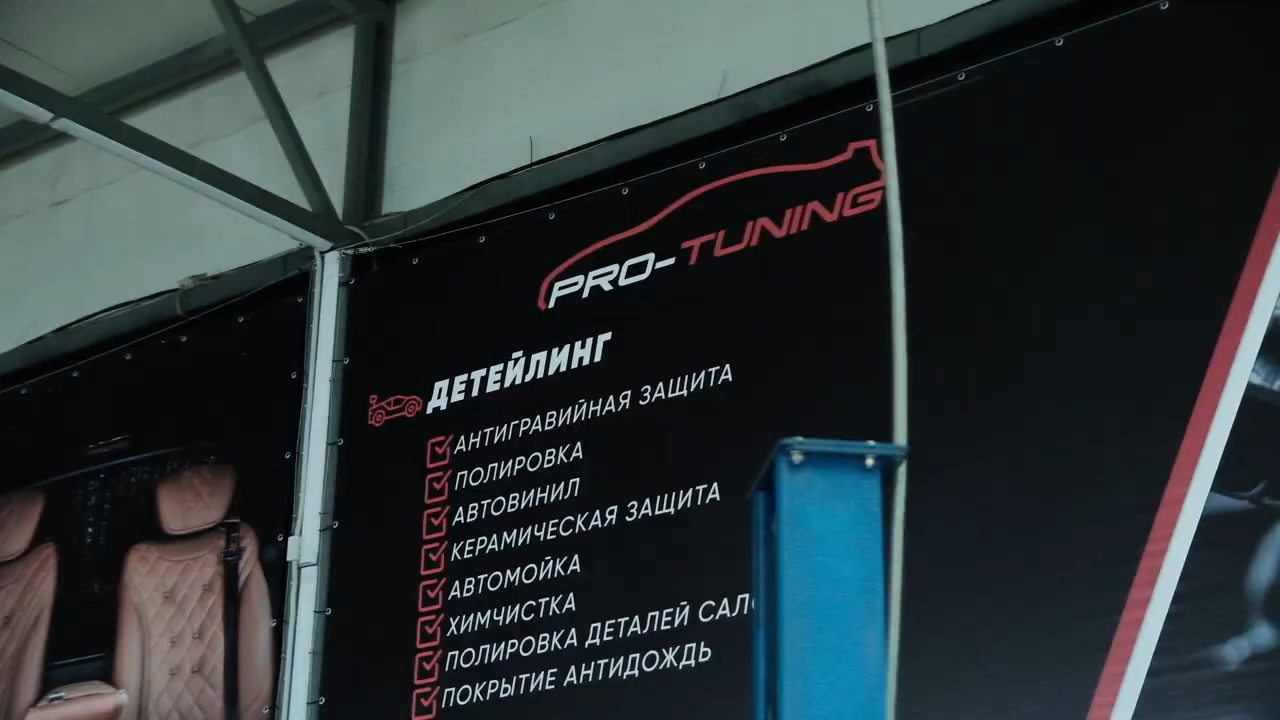 PRO-TUNING
ДЕТЕЙЛИНГ
АНТИГРАВИЙНАЯ ЗАЩИТА
ПОЛИРОВКА
АВТОВИНИЛ
КЕРАМИЧЕСКАЯ ЗАЩИТА
АВТОМОЙКА
ХИМЧИСТКА
ПОЛИРОВКА ДЕТАЛЕЙ
ПОКРЫТИЕ АНТИДОЖДЬ